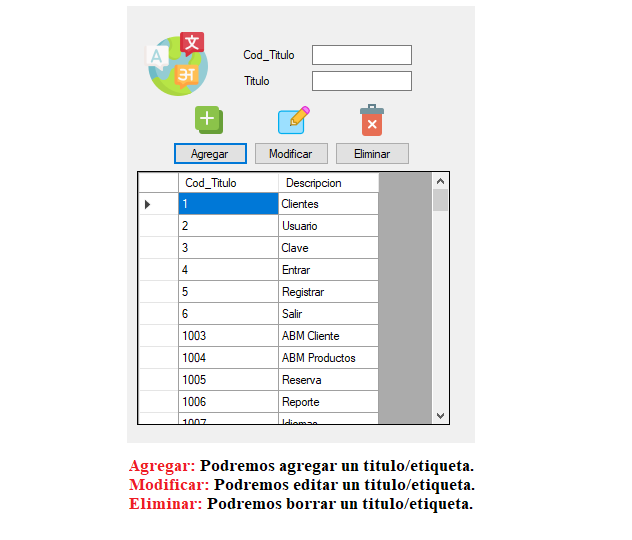 A 文 अ
Cod_Titulo
Titulo
Agregar Modificar Eliminar
Cod_Titulo Descripcion
1 Clientes
2 Usuario
3 Clave
4 Entrar
5 Registrar
6 Salir
1003 ABM Cliente
1004 ABM Productos
1005 Reserva
1006 Reporte
1007 Idiomas
Agregar: Podremos agregar un titulo/etiqueta.
Modificar: Podremos editar un titulo/etiqueta.
Eliminar: Podremos borrar un titulo/etiqueta.